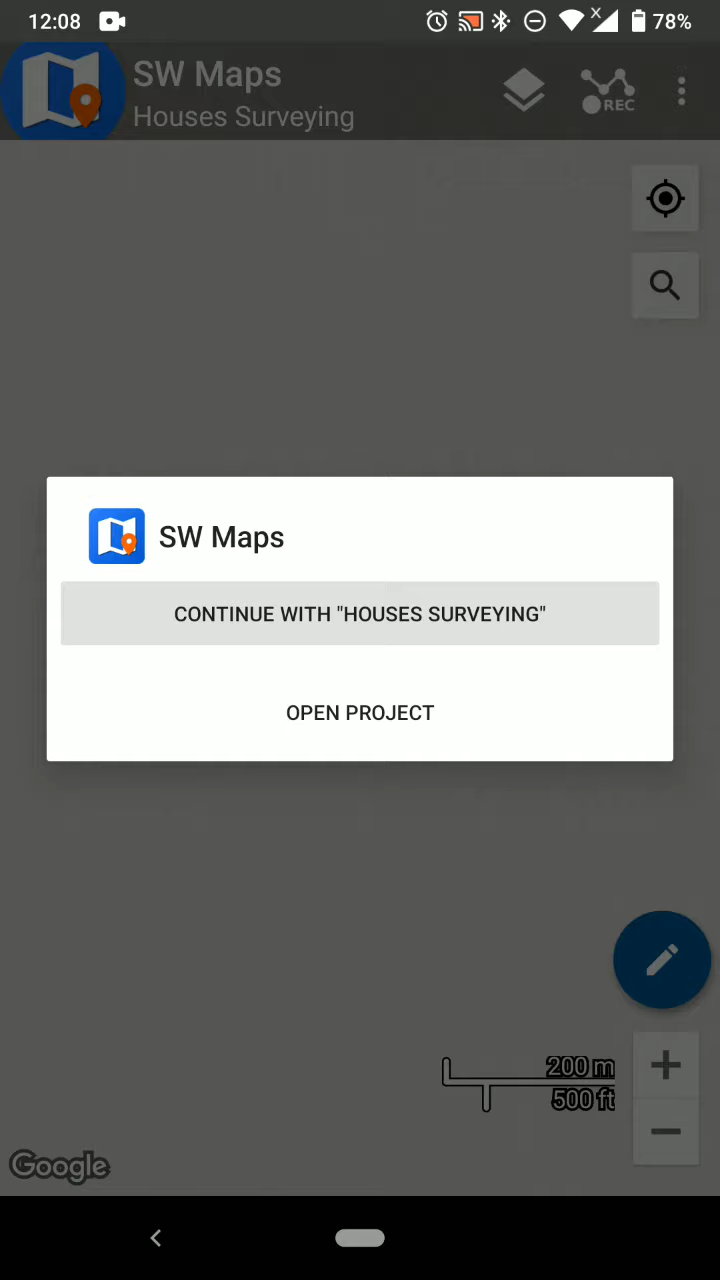 12:08
78%
SW Maps
Houses Surveying
REC
SW Maps
CONTINUE WITH "HOUSES SURVEYING"
OPEN PROJECT
200 m
500 ft
Google